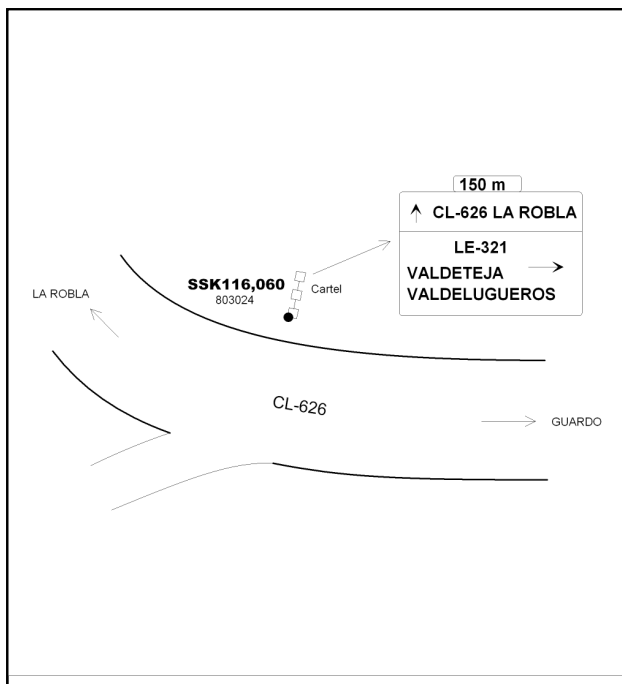 150 m
CL-626 LA ROBLA
LE-321
VALDETEJA
VALDELUGUEROS
SSK116,060
803024
Cartel
LA ROBLA
CL-626
GUARDO